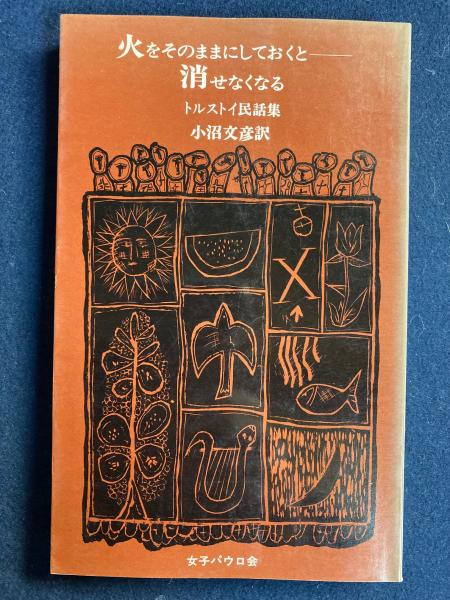 火をそのままにしておくと――
消せなくなる
トルストイ民話集
小沼文彦訳
X
女子パウロ会